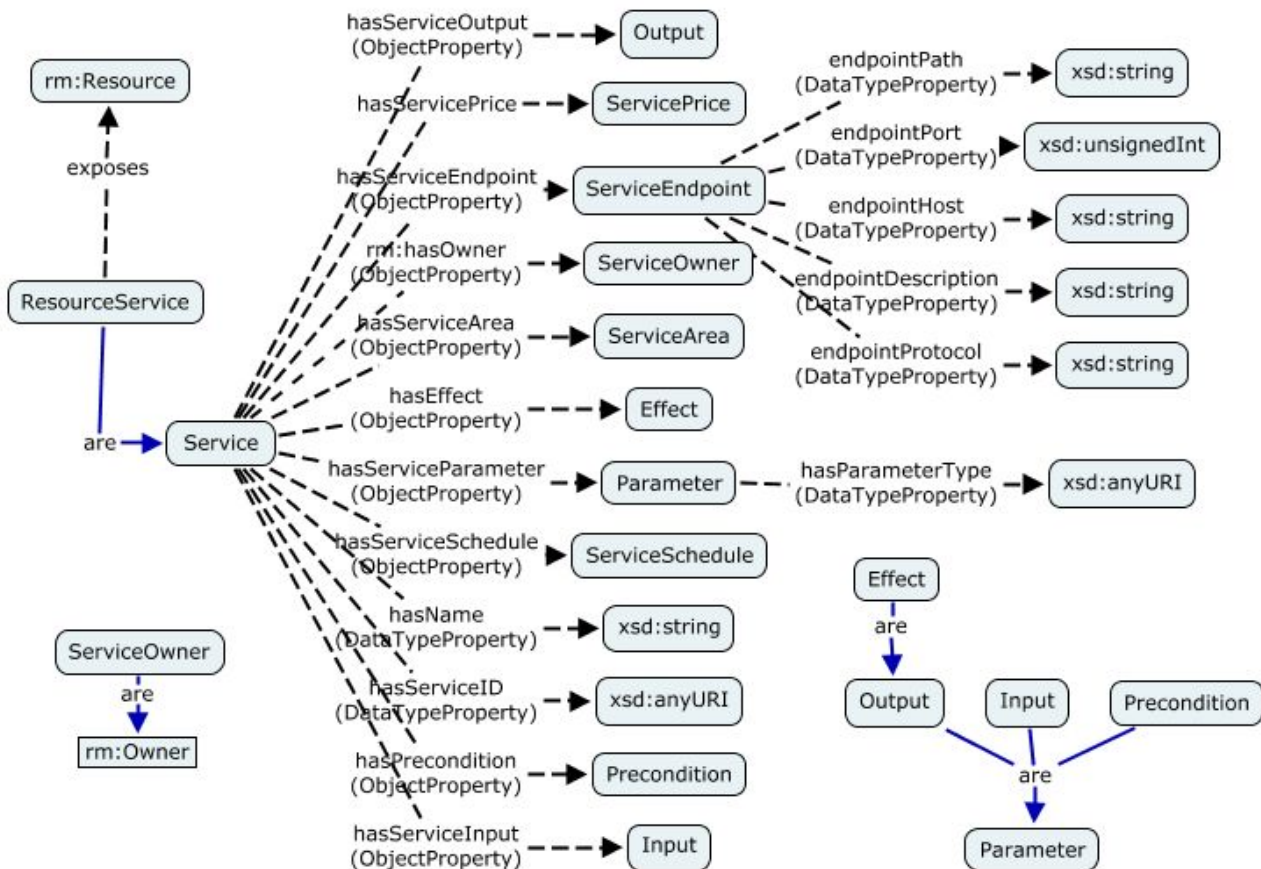 hasServiceOutput
(ObjectProperty)
Output
rm:Resource
endpointPath
(DataTypeProperty)
xsd:string
hasServicePrice
ServicePrice
exposes
endpointPort
(DataTypeProperty)
xsd:unsignedInt
hasServiceEndpoint
(ObjectProperty)
ServiceEndpoint
endpointHost
(DataTypeProperty)
xsd:string
rm:hasOwner
(ObjectProperty)
ServiceOwner
endpointDescription
(DataTypeProperty)
xsd:string
ResourceService
hasServiceArea
(ObjectProperty)
ServiceArea
endpointProtocol
(DataTypeProperty)
xsd:string
hasEffect
(ObjectProperty)
Effect
are
Service
hasServiceParameter
(ObjectProperty)
Parameter
hasParameterType
(DataTypeProperty)
xsd:anyURI
hasServiceSchedule
(ObjectProperty)
ServiceSchedule
hasName
(DataTypeProperty)
xsd:string
hasServiceID
(DataTypeProperty)
xsd:anyURI
hasPrecondition
(ObjectProperty)
Precondition
hasServiceInput
(ObjectProperty)
Input
ServiceOwner
are
rm:Owner
Effect
are
Output
Input
Precondition
are
Parameter